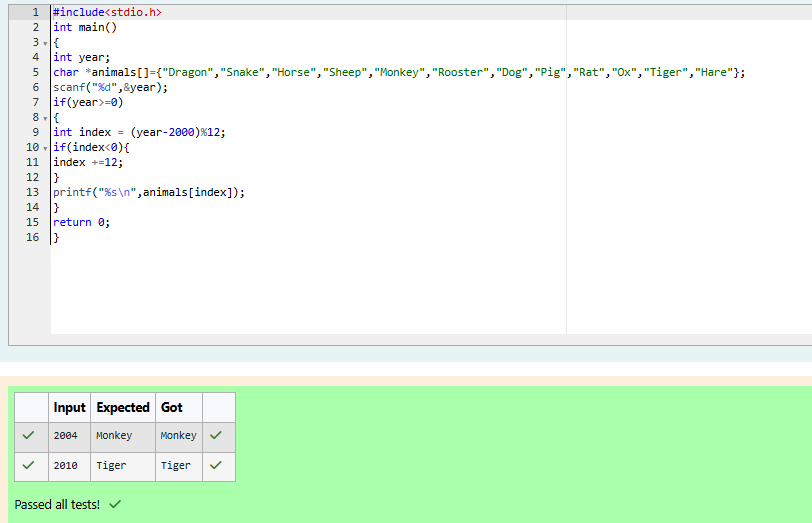 1 #include<stdio.h>
2 int main()
3 {
4 int year;
5 char *animals[]={"Dragon","Snake","Horse","Sheep","Monkey","Rooster","Dog","Pig","Rat","Ox","Tiger","Hare"};
6 scanf("%d",&year);
7 if(year>=0)
8 {
9 int index = (year-2000)%12;
10 if(index<0){
11 index +=12;
12 }
13 printf("%s\n",animals[index]);
14 }
15 return 0;
16 }
Input Expected Got
2004 Monkey Monkey
2010 Tiger Tiger
Passed all tests!